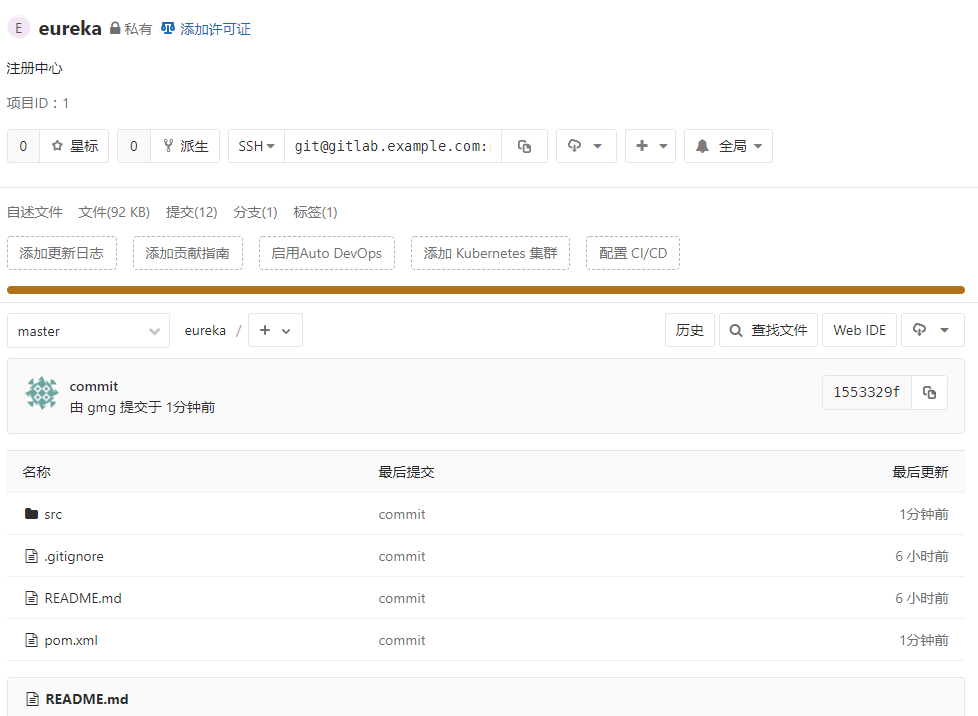 E eureka 私有 添加许可证
注册中心
项目ID：1
0 星标 0 派生 SSH git@gitlab.example.com: 全局
自述文件 文件(92 KB) 提交(12) 分支(1) 标签(1)
添加更新日志 添加贡献指南 启用Auto DevOps 添加 Kubernetes 集群 配置 CI/CD
master eureka / + 历史 查找文件 Web IDE
commit
由 gmg 提交于 1分钟前
1553329f
名称 最后提交 最后更新
src commit 1分钟前
.gitignore commit 6 小时前
README.md commit 6 小时前
pom.xml commit 1分钟前
README.md